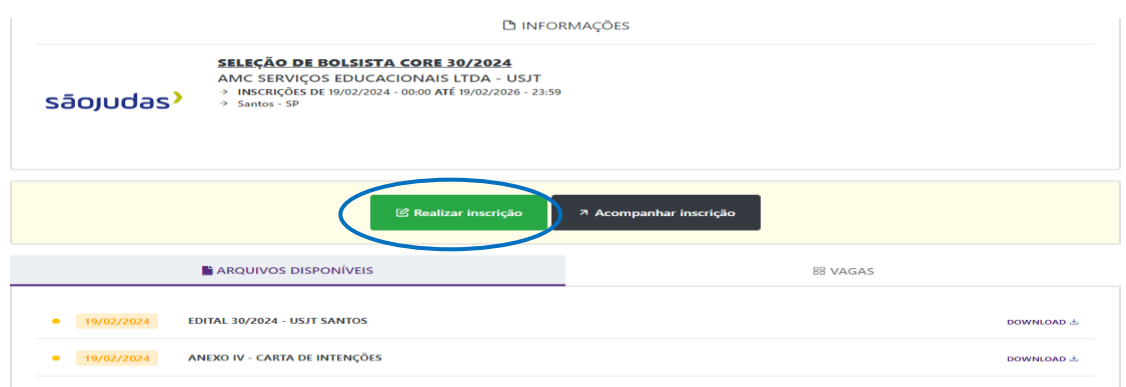 INFORMAÇÕES
SELEÇÃO DE BOLSISTA CORE 30/2024
AMC SERVIÇOS EDUCACIONAIS LTDA - USJT
→ INSCRIÇÕES DE 19/02/2024 - 00:00 ATÉ 19/02/2026 - 23:59
→ Santos - SP
sãojudas
Realizar inscrição
Acompanhar inscrição
ARQUIVOS DISPONÍVEIS
VAGAS
19/02/2024 EDITAL 30/2024 - USJT SANTOS DOWNLOAD
19/02/2024 ANEXO IV - CARTA DE INTENÇÕES DOWNLOAD